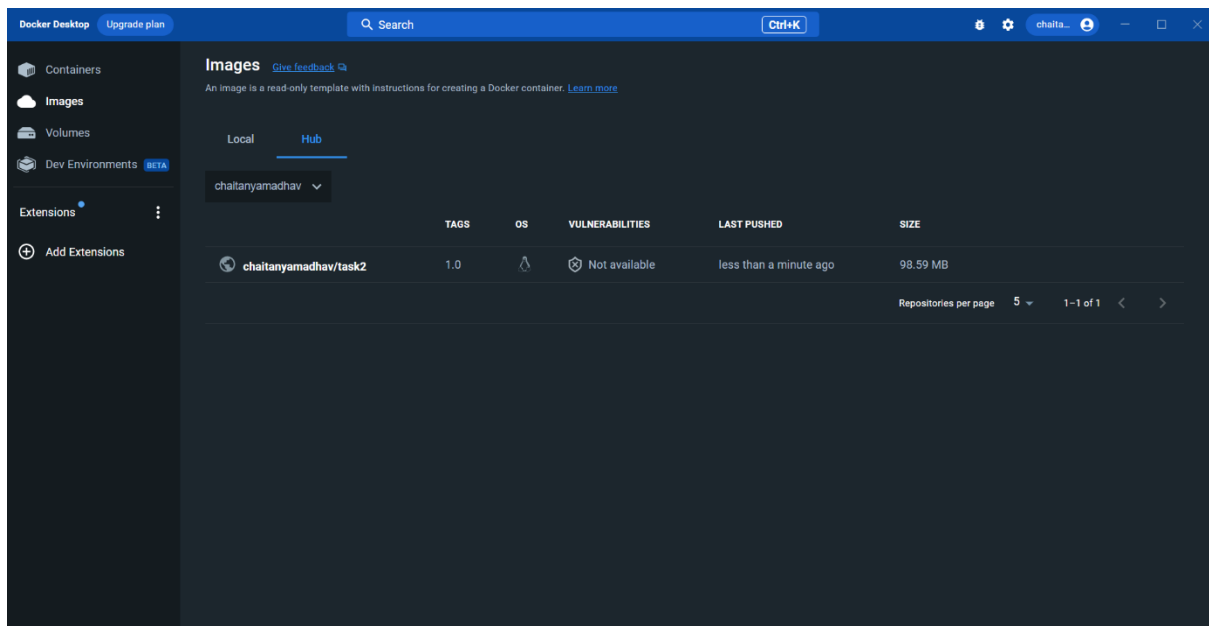 Docker Desktop Upgrade plan Search Ctrl+K chaita...
Containers
Images
Volumes
Dev Environments BETA
Extensions
Add Extensions
Images Give feedback
An image is a read-only template with instructions for creating a Docker container. Learn more
Local Hub
chaitanyamadhav
TAGS OS VULNERABILITIES LAST PUSHED SIZE
chaitanyamadhav/task2 1.0 Not available less than a minute ago 98.59 MB
Repositories per page 5 1–1 of 1